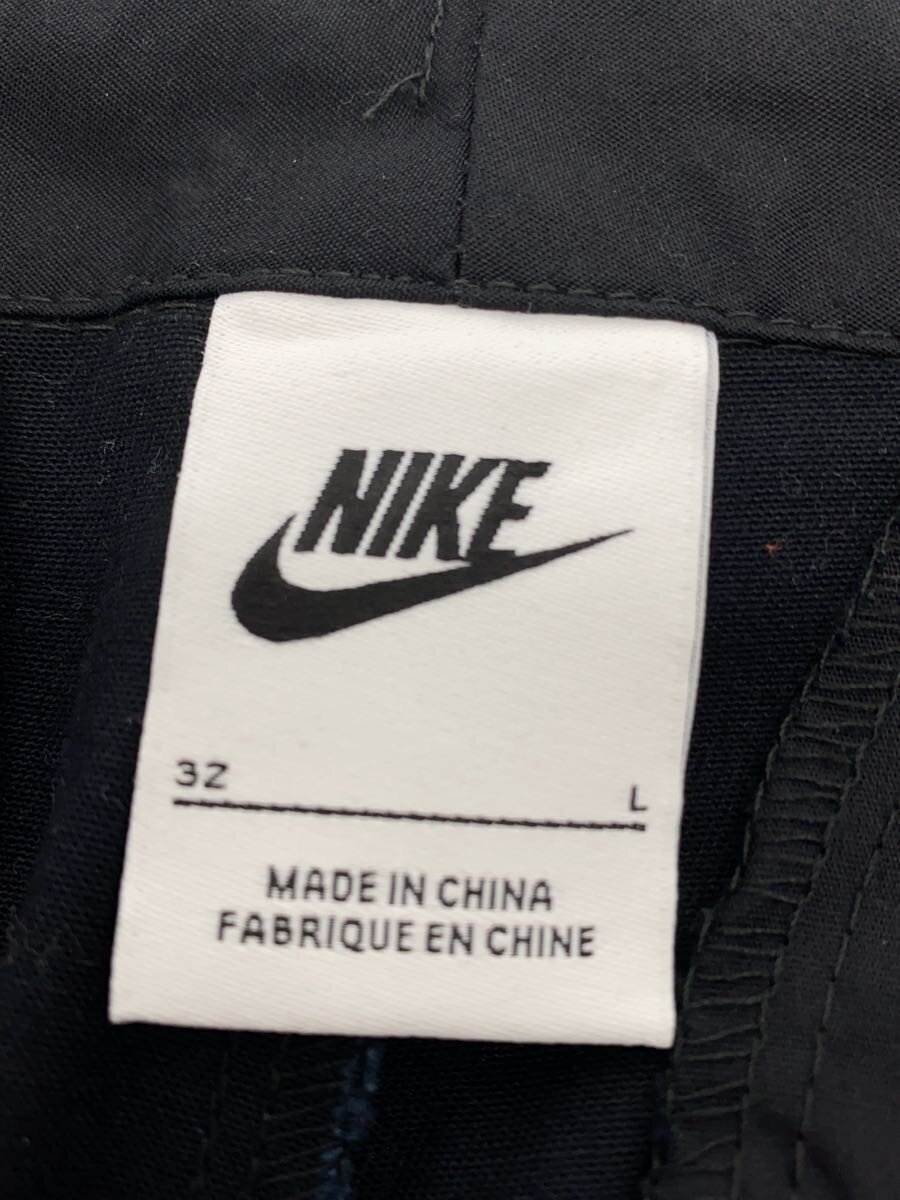 NIKE
32 L
MADE IN CHINA
FABRIQUE EN CHINE